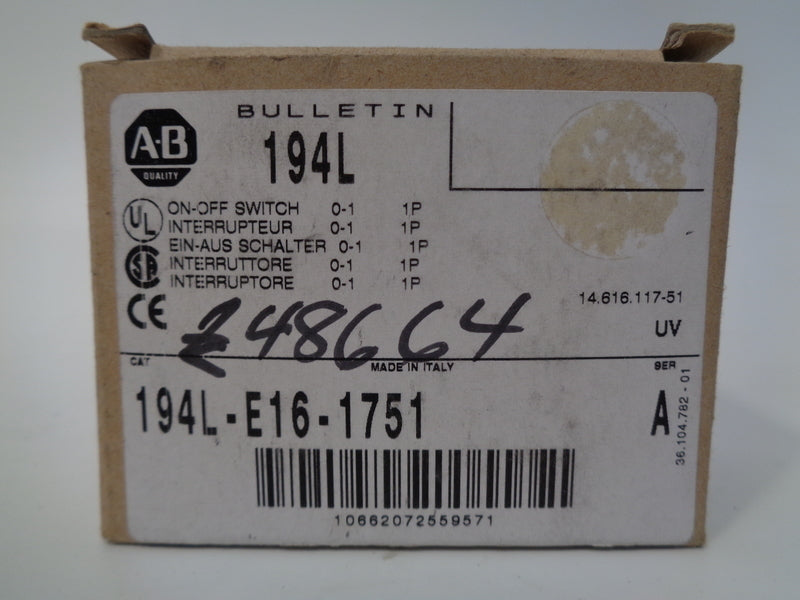 BULLETIN
A-B
QUALITY
194L
UL ON-OFF SWITCH 0-1 1P
INTERRUPTEUR 0-1 1P
EIN-AUS SCHALTER 0-1 1P
INTERRUTTORE 0-1 1P
INTERRUPTORE 0-1 1P
CE
14.616.117-51
UV
248664
CAT
MADE IN ITALY
SER
194L-E16-1751
A
36.104.782-01
10662072559571